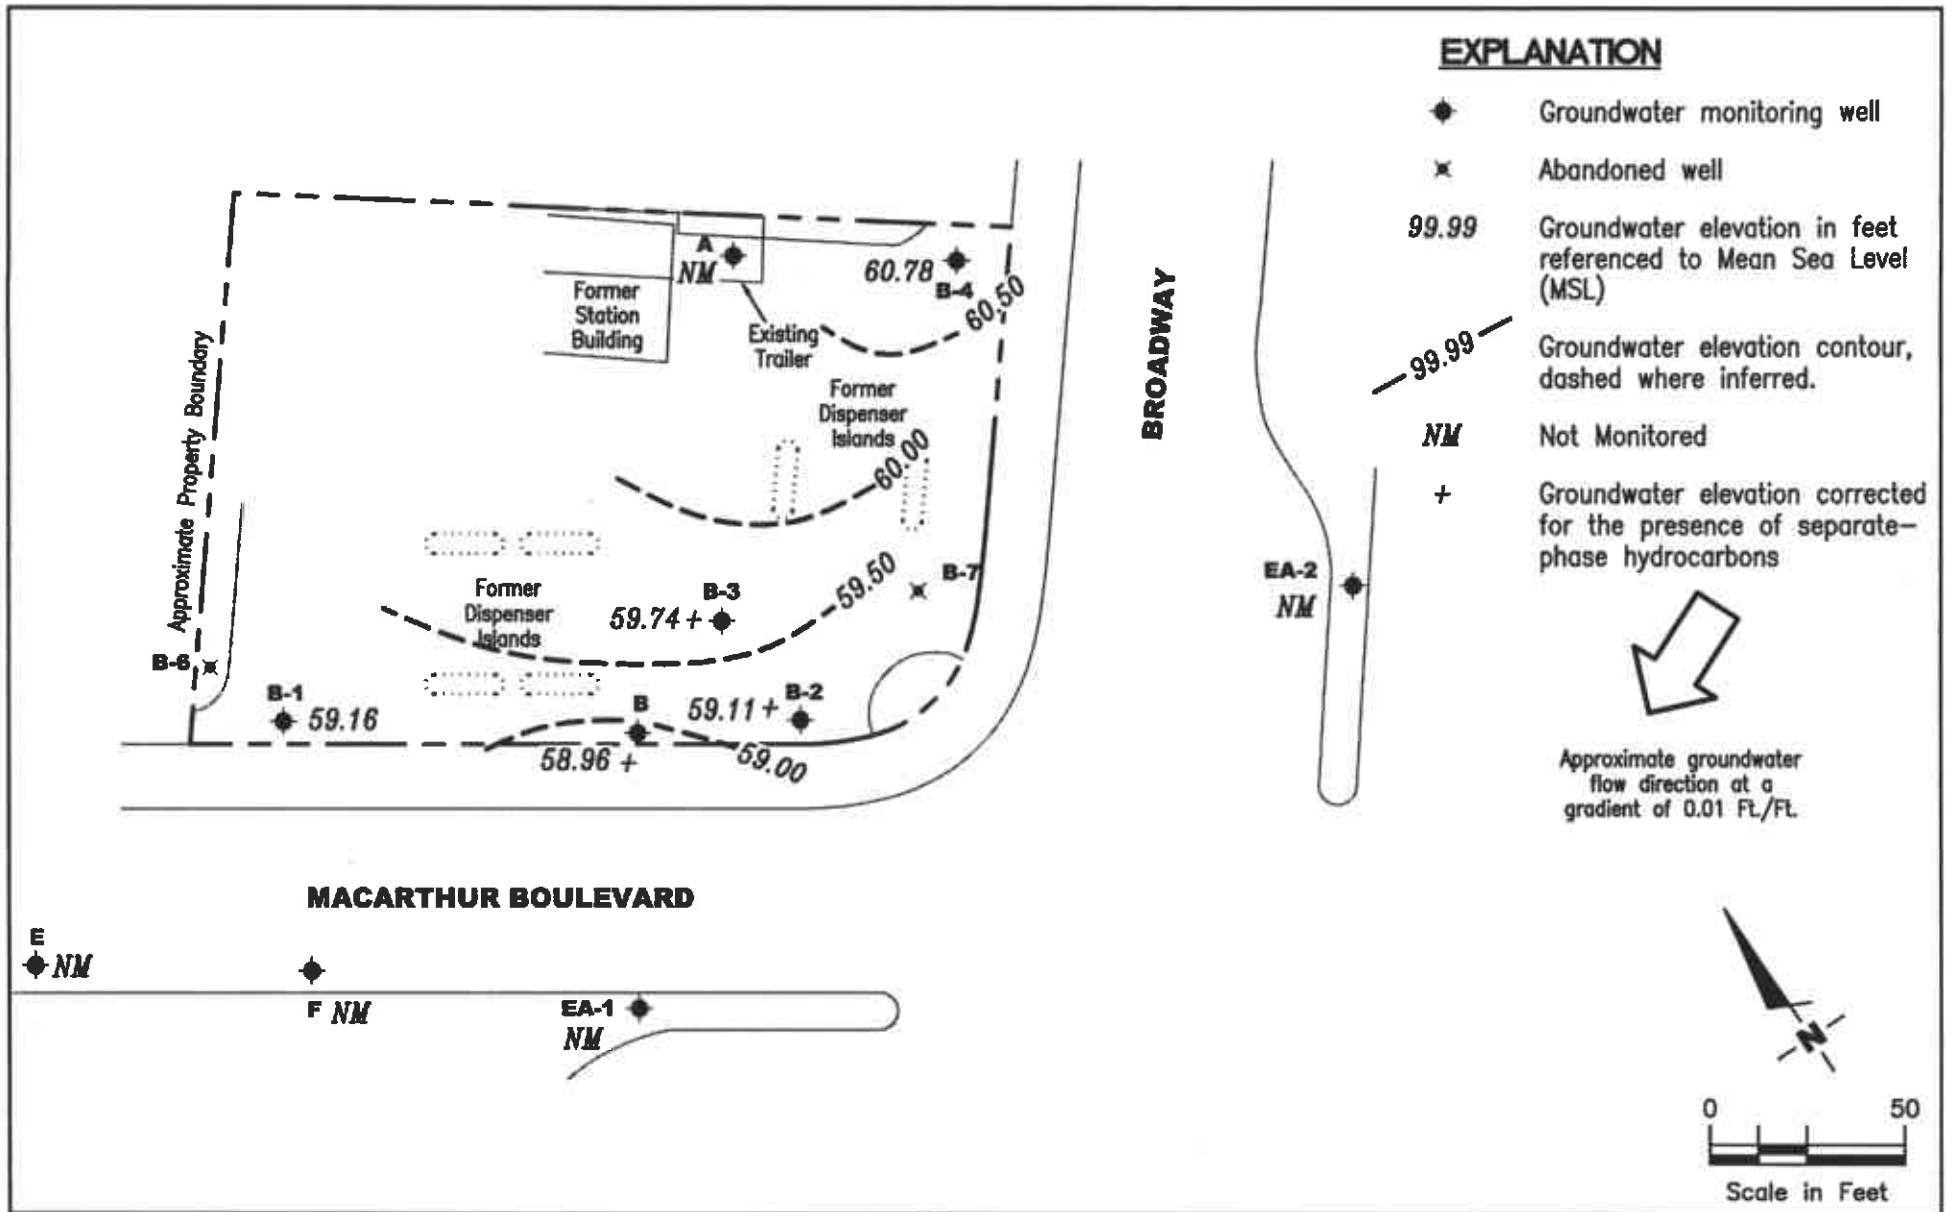 EXPLANATION
Groundwater monitoring well
Abandoned well
99.99
Groundwater elevation in feet
referenced to Mean Sea Level
(MSL)
99.99
Groundwater elevation contour,
dashed where inferred.
NM
Not Monitored
+
Groundwater elevation corrected
for the presence of separate-
phase hydrocarbons
Approximate groundwater
flow direction at a
gradient of 0.01 Ft./Ft.
N
0 50
Scale in Feet
A
NM
60.78
B-4
60.50
Former
Station
Building
Existing
Trailer
Former
Dispenser
Islands
60.00
Approximate Property Boundary
BROADWAY
59.50
B-7
EA-2
NM
Former
Dispenser
Islands
B-3
59.74 +
B-6
B-1
59.16
B
58.96 +
B-2
59.11 +
59.00
MACARTHUR BOULEVARD
E
NM
F NM
EA-1
NM